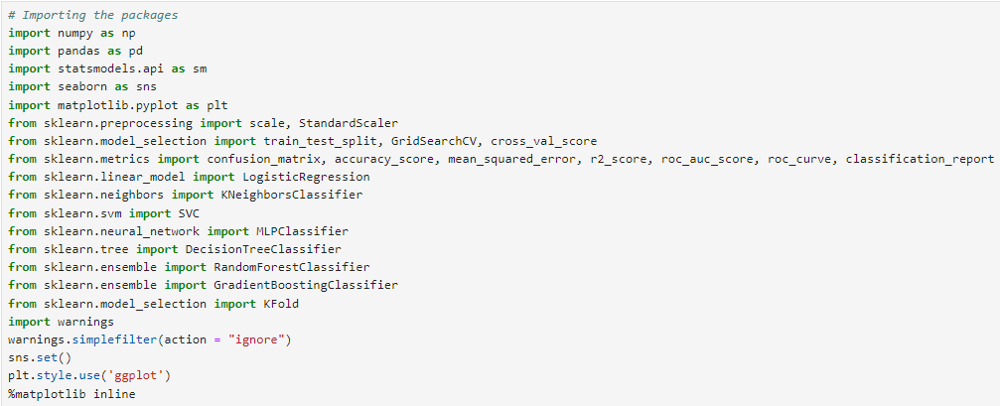 # Importing the packages
import numpy as np
import pandas as pd
import statsmodels.api as sm
import seaborn as sns
import matplotlib.pyplot as plt
from sklearn.preprocessing import scale, StandardScaler
from sklearn.model_selection import train_test_split, GridSearchCV, cross_val_score
from sklearn.metrics import confusion_matrix, accuracy_score, mean_squared_error, r2_score, roc_auc_score, roc_curve, classification_report
from sklearn.linear_model import LogisticRegression
from sklearn.neighbors import KNeighborsClassifier
from sklearn.svm import SVC
from sklearn.neural_network import MLPClassifier
from sklearn.tree import DecisionTreeClassifier
from sklearn.ensemble import RandomForestClassifier
from sklearn.ensemble import GradientBoostingClassifier
from sklearn.model_selection import KFold
import warnings
warnings.simplefilter(action = "ignore")
sns.set()
plt.style.use('ggplot')
%matplotlib inline